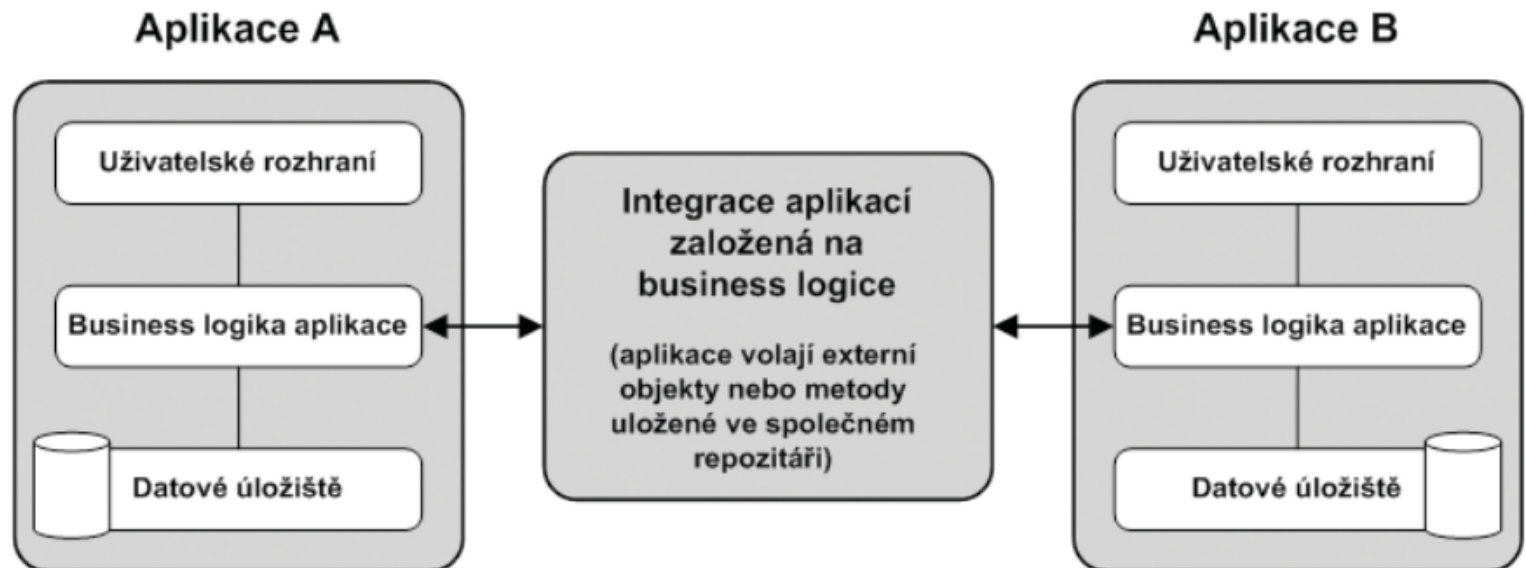 Aplikace A
Aplikace B
Uživatelské rozhraní
Business logika aplikace
Datové úložiště
Integrace aplikací
založená na
business logice
(aplikace volají externí
objekty nebo metody
uložené ve společném
repozitáři)
Uživatelské rozhraní
Business logika aplikace
Datové úložiště